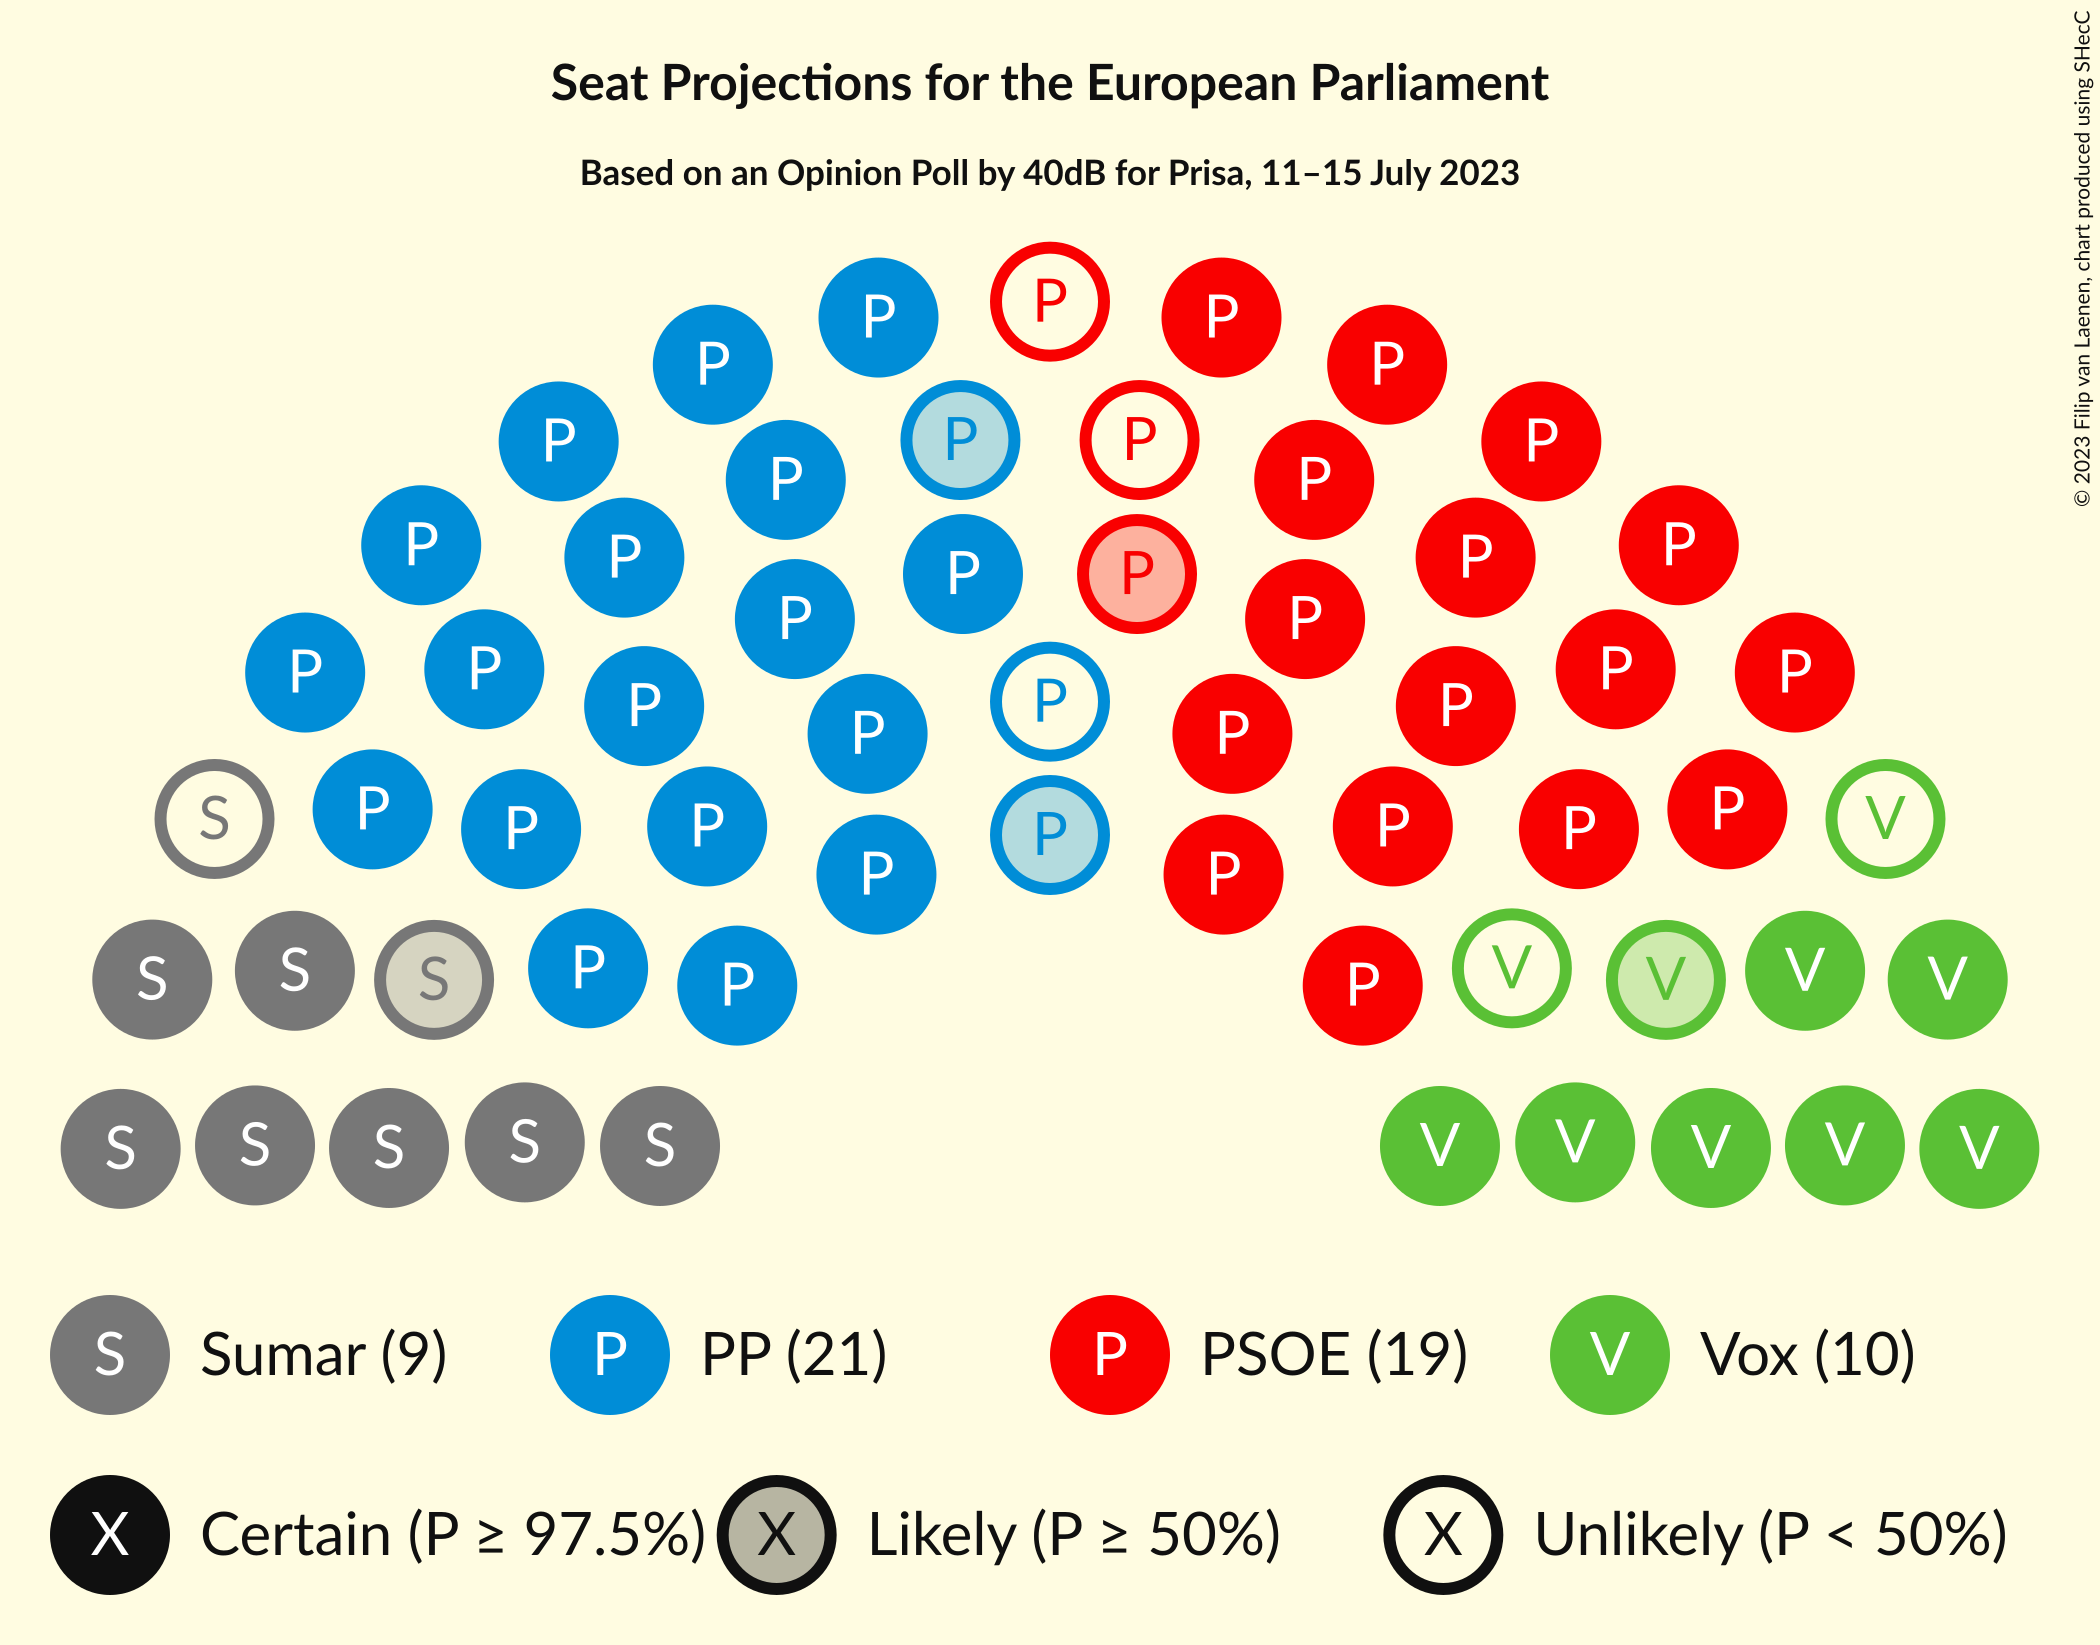 © 2023 Filip van Laenen, chart produced using SHecC
Seat Projections for the European Parliament
Based on an Opinion Poll by 40dB for Prisa, 11–15 July 2023
P P P
P P
P P P P
P P
P P P P P P
P P
P P P P P P P
P P
S P P P P P P P V
P P
S S S P P P V V V V
S S S S S V V V V V
S Sumar (9) P PP (21) P PSOE (19) V Vox (10)
X Certain (P ≥ 97.5%) X Likely (P ≥ 50%) X Unlikely (P < 50%)